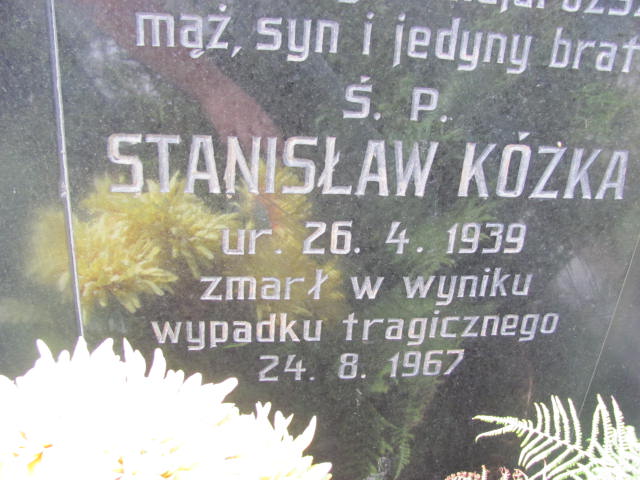 mąż, syn i jedyny brat
Ś. P.
STANISŁAW KÓŻKA
ur. 26. 4. 1939
zmarł w wyniku
wypadku tragicznego
24. 8. 1967